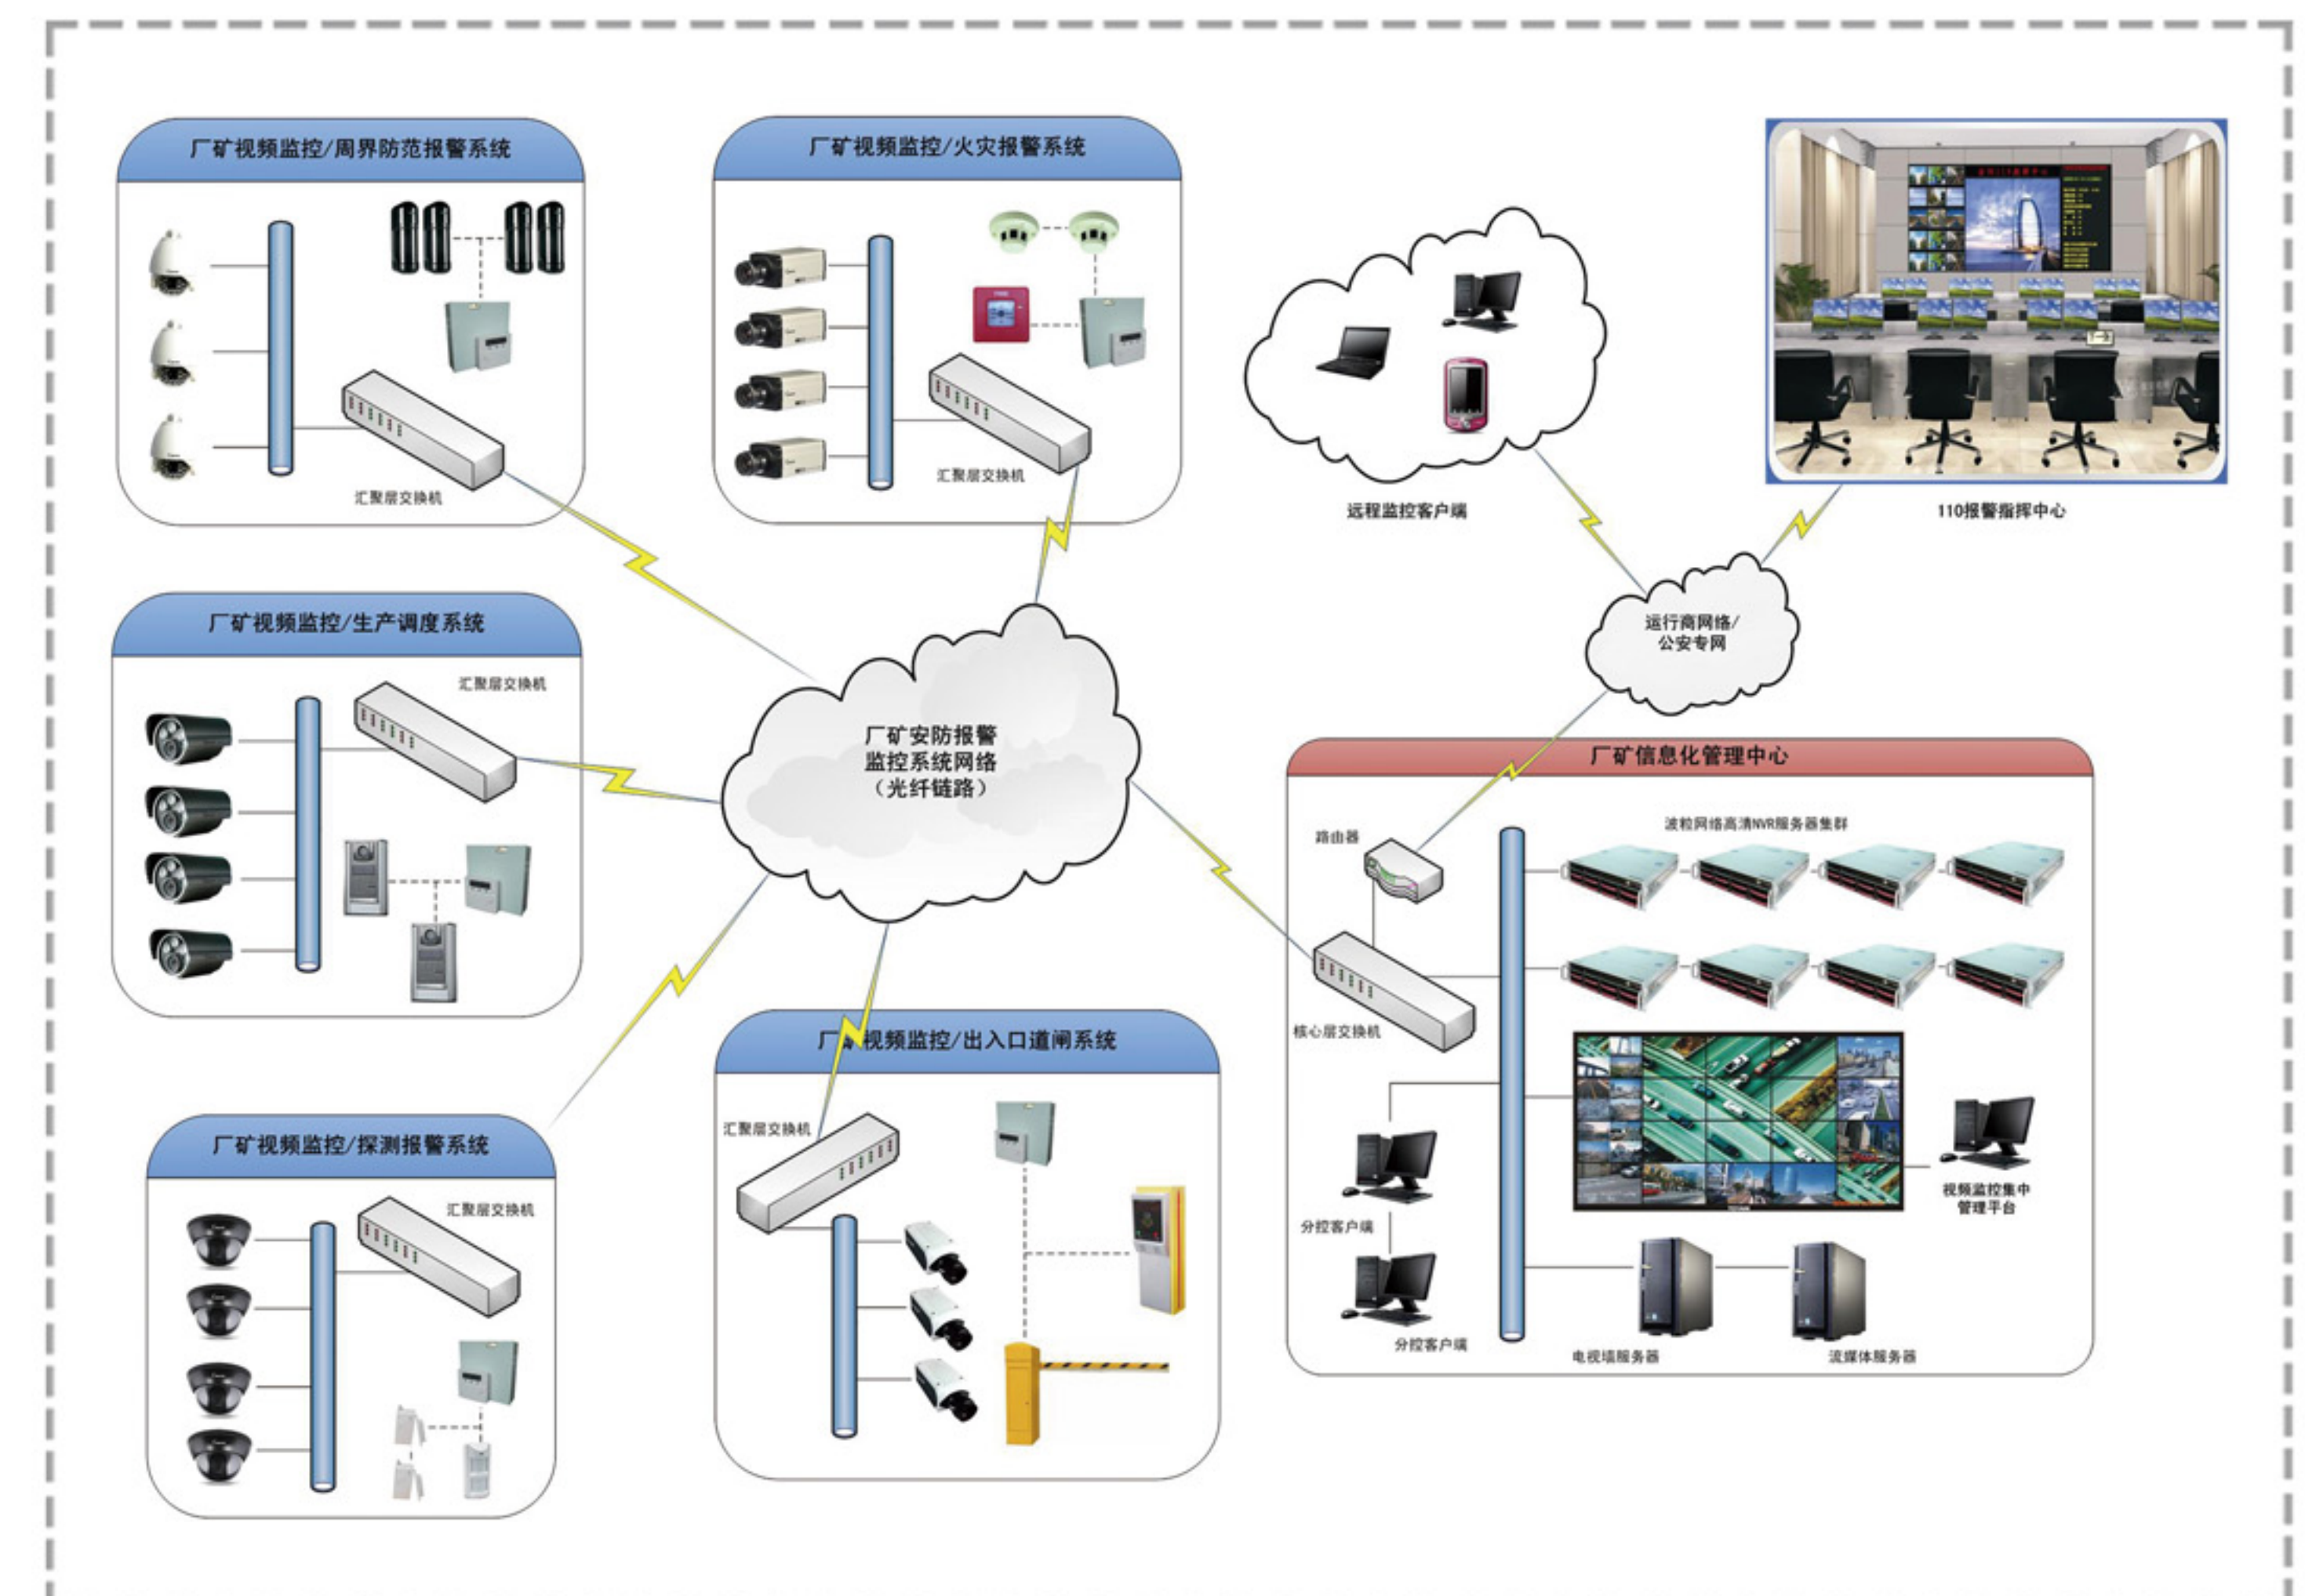 厂矿视频监控/周界防范报警系统
汇聚层交换机
厂矿视频监控/火灾报警系统
汇聚层交换机
远程监控客户端
110报警指挥中心
运行商网络/
公安专网
厂矿视频监控/生产调度系统
汇聚层交换机
厂矿安防报警
监控系统网络
（光纤链路）
厂矿信息化管理中心
路由器
波粒网络高清NVR服务器集群
核心层交换机
分控客户端
分控客户端
视频监控集中
管理平台
电视墙服务器
流媒体服务器
厂矿视频监控/探测报警系统
汇聚层交换机
厂矿视频监控/出入口道闸系统
汇聚层交换机